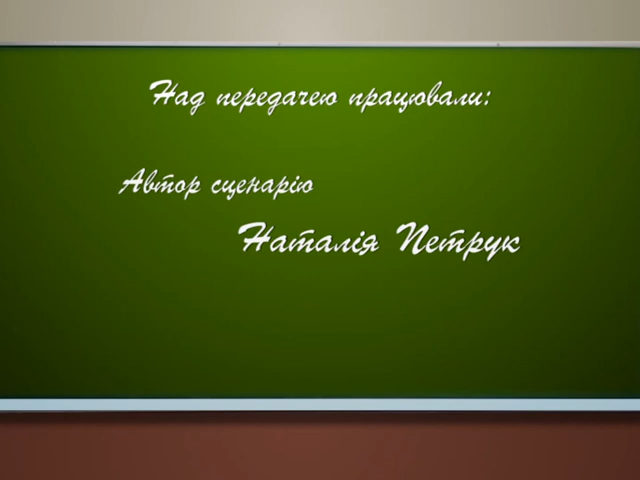 Над передачею працювали:
Автор сценарію
Наталія Петрук